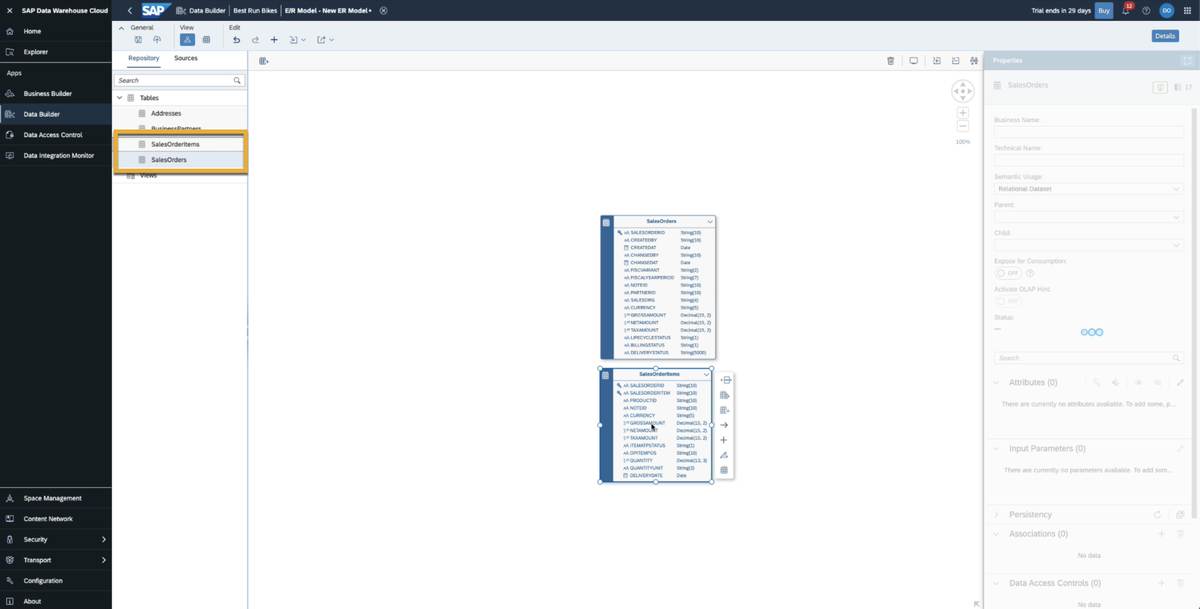 SAP Data Warehouse Cloud
SAP
Data Builder
Best Run Bikes
E/R Model - New ER Model •
Trial ends in 29 days
Buy
12
DO
Home
Explorer
Apps
Business Builder
Data Builder
Data Access Control
Data Integration Monitor
General
View
Edit
Details
Repository
Sources
Search
Tables
Addresses
BusinessPartners
SalesOrderItems
SalesOrders
Views
100%
SalesOrders
SALESORDERID String(10)
CREATEDBY String(10)
CREATEDAT Date
CHANGEDBY String(10)
CHANGEDAT Date
FISCVARIANT String(2)
FISCALYEARPERIOD String(7)
NOTEID String(10)
PARTNERID String(10)
SALESORG String(4)
CURRENCY String(5)
GROSSAMOUNT Decimal(15, 2)
NETAMOUNT Decimal(15, 2)
TAXAMOUNT Decimal(15, 2)
LIFECYCLESTATUS String(1)
BILLINGSTATUS String(1)
DELIVERYSTATUS String(5000)
SalesOrderItems
SALESORDERID String(10)
SALESORDERITEM String(10)
PRODUCTID String(10)
NOTEID String(10)
CURRENCY String(5)
GROSSAMOUNT Decimal(15, 2)
NETAMOUNT Decimal(15, 2)
TAXAMOUNT Decimal(15, 2)
ITEMATPSTATUS String(1)
OPITEMPOS String(10)
QUANTITY Decimal(13, 3)
QUANTITYUNIT String(3)
DELIVERYDATE Date
Properties
SalesOrders
17
Business Name:
Technical Name:
Semantic Usage:
Relational Dataset
Parent:
Child:
Expose for Consumption:
OFF
Activate OLAP Hint:
OFF
Status:
—
Search
Attributes (0)
There are currently no attributes available. To add some, p...
Input Parameters (0)
There are currently no parameters available. To add som...
Persistency
Associations (0)
No data
Data Access Controls (0)
No data
Space Management
Content Network
Security
Transport
Configuration
About